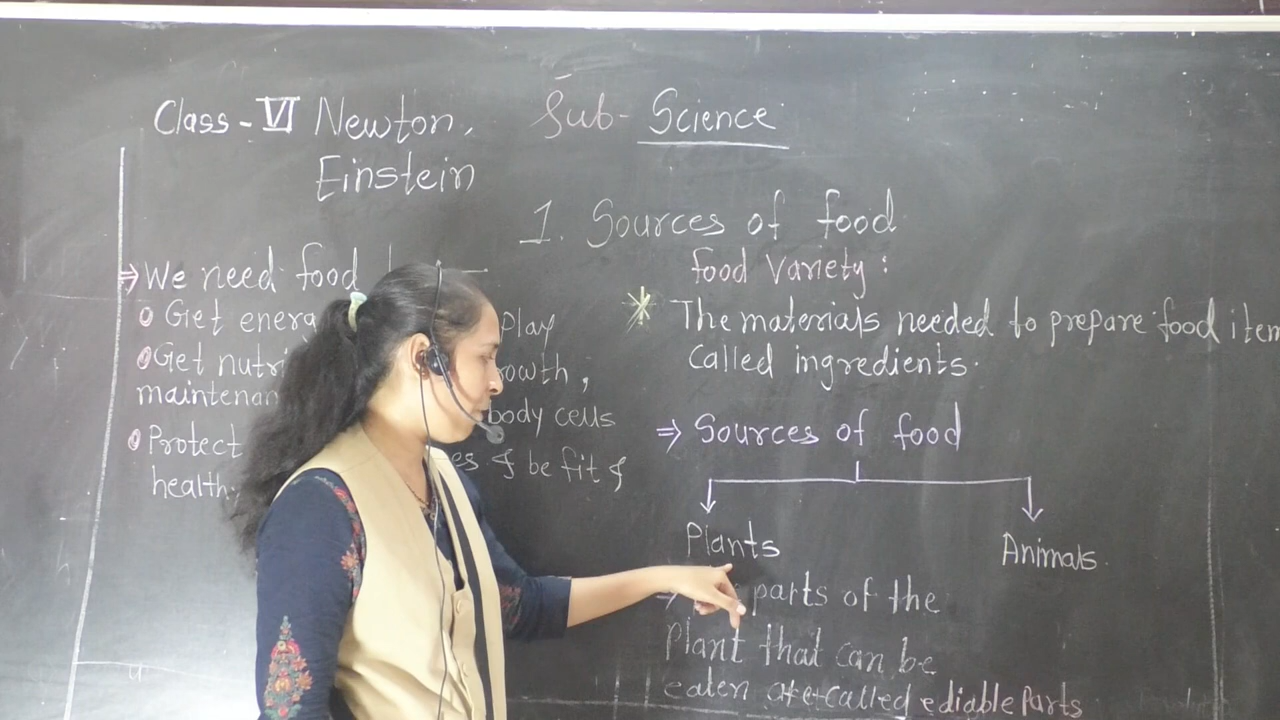 Class - VI Newton,
Einstein
Sub- Science
1. Sources of food
⇒ We need food
• Get energ play
• Get nutri owth,
maintenan body cells
• Protect es & be fit &
health
food Variety:
* The materials needed to prepare food item
called ingredients.
⇒ Sources of food
Plants Animals.
→ parts of the
Plant that can be
eaten are called ediable Parts